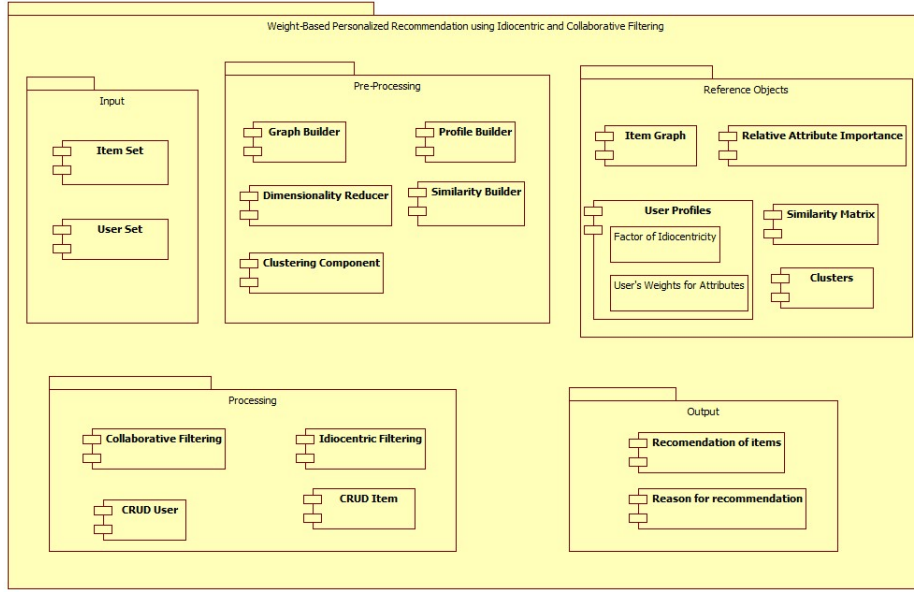 Weight-Based Personalized Recommendation using Idiocentric and Collaborative Filtering
Input
Item Set
User Set
Pre-Processing
Graph Builder
Profile Builder
Dimensionality Reducer
Similarity Builder
Clustering Component
Reference Objects
Item Graph
Relative Attribute Importance
User Profiles
Factor of Idiocentricity
User's Weights for Attributes
Similarity Matrix
Clusters
Processing
Collaborative Filtering
Idiocentric Filtering
CRUD User
CRUD Item
Output
Recomendation of items
Reason for recommendation